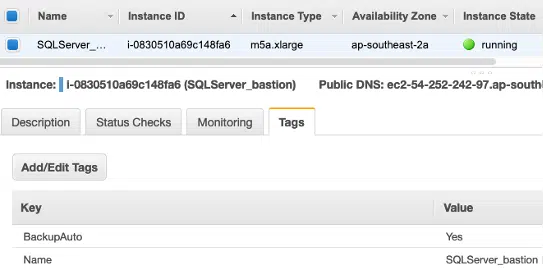 Name Instance ID Instance Type Availability Zone Instance State
SQLServer_... i-0830510a69c148fa6 m5a.xlarge ap-southeast-2a running
Instance: i-0830510a69c148fa6 (SQLServer_bastion) Public DNS: ec2-54-252-242-97.ap-south
Description Status Checks Monitoring Tags
Add/Edit Tags
Key Value
BackupAuto Yes
Name SQLServer_bastion